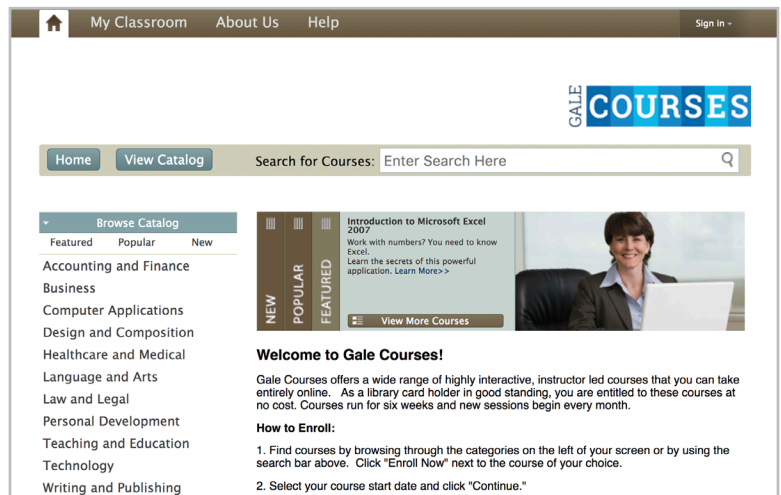 My Classroom About Us Help Sign in
GALE COURSES
Home View Catalog Search for Courses: Enter Search Here
Browse Catalog
Featured Popular New
Accounting and Finance
Business
Computer Applications
Design and Composition
Healthcare and Medical
Language and Arts
Law and Legal
Personal Development
Teaching and Education
Technology
Writing and Publishing
NEW
POPULAR
FEATURED
Introduction to Microsoft Excel
2007
Work with numbers? You need to know
Excel.
Learn the secrets of this powerful
application. Learn More>>
View More Courses
Welcome to Gale Courses!
Gale Courses offers a wide range of highly interactive, instructor led courses that you can take
entirely online. As a library card holder in good standing, you are entitled to these courses at
no cost. Courses run for six weeks and new sessions begin every month.
How to Enroll:
1. Find courses by browsing through the categories on the left of your screen or by using the
search bar above. Click "Enroll Now" next to the course of your choice.
2. Select your course start date and click "Continue."